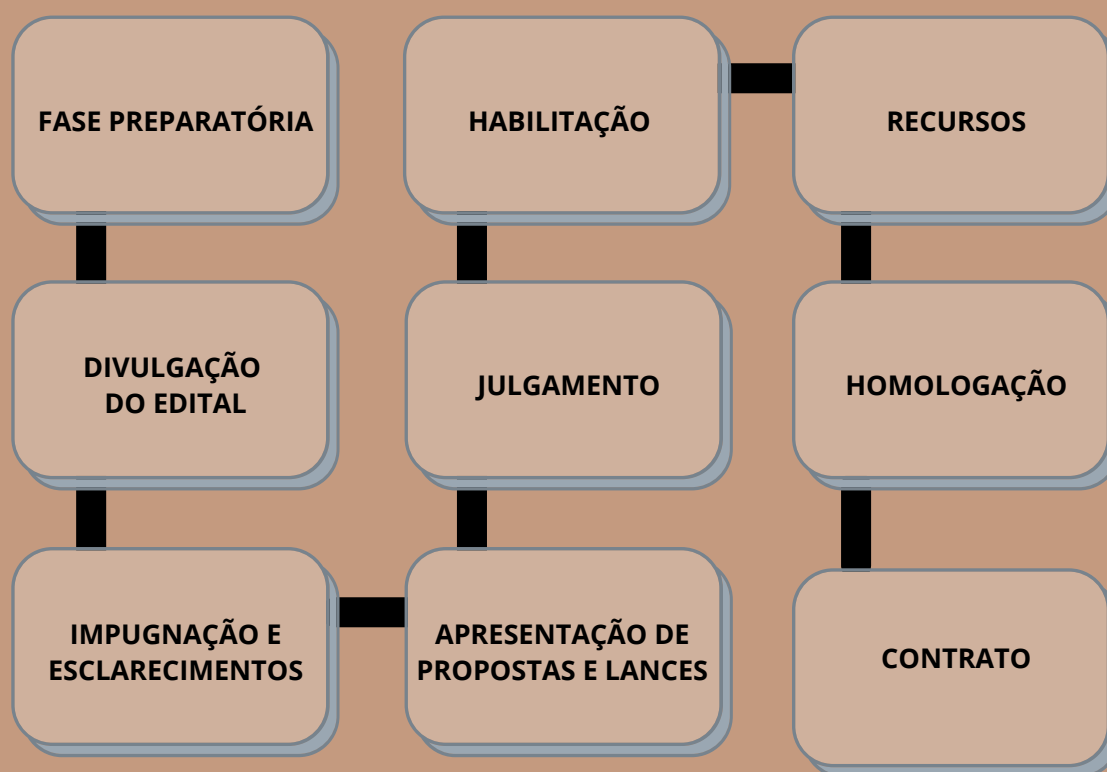 FASE PREPARATÓRIA
DIVULGAÇÃO
DO EDITAL
IMPUGNAÇÃO E
ESCLARECIMENTOS
APRESENTAÇÃO DE
PROPOSTAS E LANCES
JULGAMENTO
HABILITAÇÃO
RECURSOS
HOMOLOGAÇÃO
CONTRATO